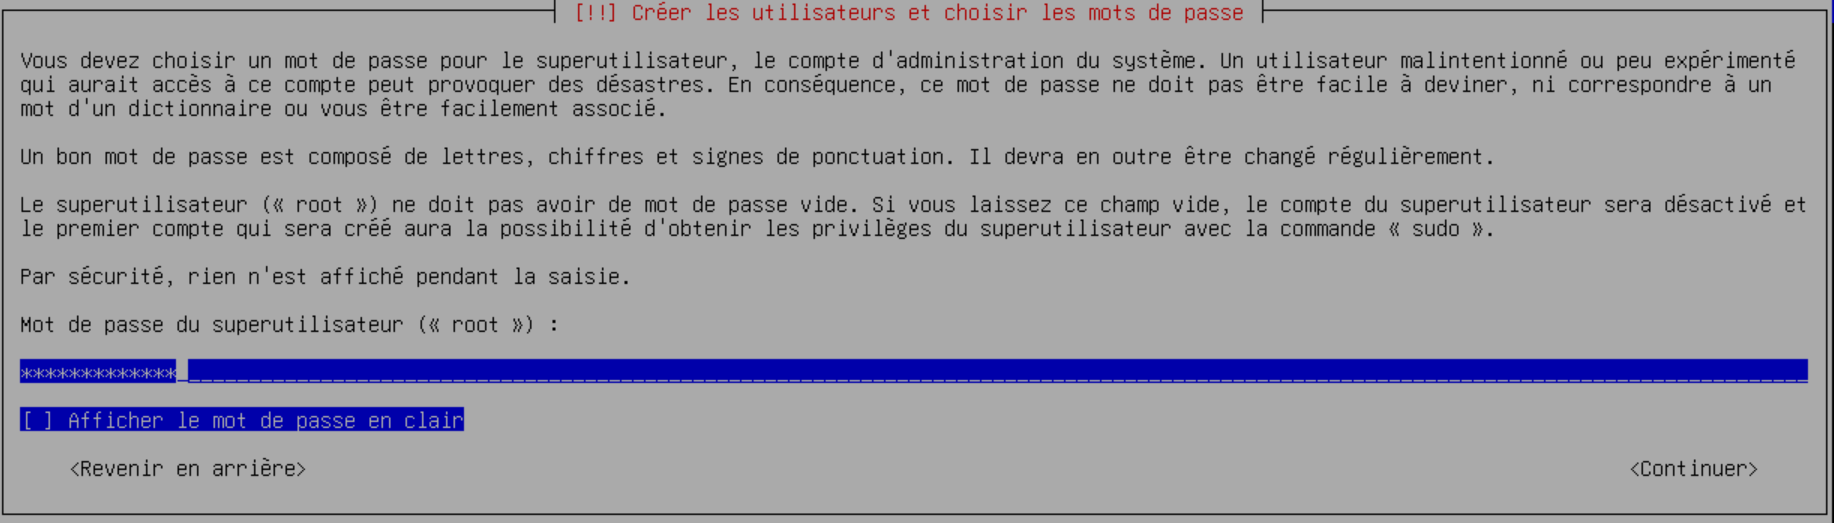 [!!] Créer les utilisateurs et choisir les mots de passe
Vous devez choisir un mot de passe pour le superutilisateur, le compte d'administration du système. Un utilisateur malintentionné ou peu expérimenté
qui aurait accès à ce compte peut provoquer des désastres. En conséquence, ce mot de passe ne doit pas être facile à deviner, ni correspondre à un
mot d'un dictionnaire ou vous être facilement associé.
Un bon mot de passe est composé de lettres, chiffres et signes de ponctuation. Il devra en outre être changé régulièrement.
Le superutilisateur (« root ») ne doit pas avoir de mot de passe vide. Si vous laissez ce champ vide, le compte du superutilisateur sera désactivé et
le premier compte qui sera créé aura la possibilité d'obtenir les privilèges du superutilisateur avec la commande « sudo ».
Par sécurité, rien n'est affiché pendant la saisie.
Mot de passe du superutilisateur (« root ») :
*************
[ ] Afficher le mot de passe en clair
<Revenir en arrière> <Continuer>